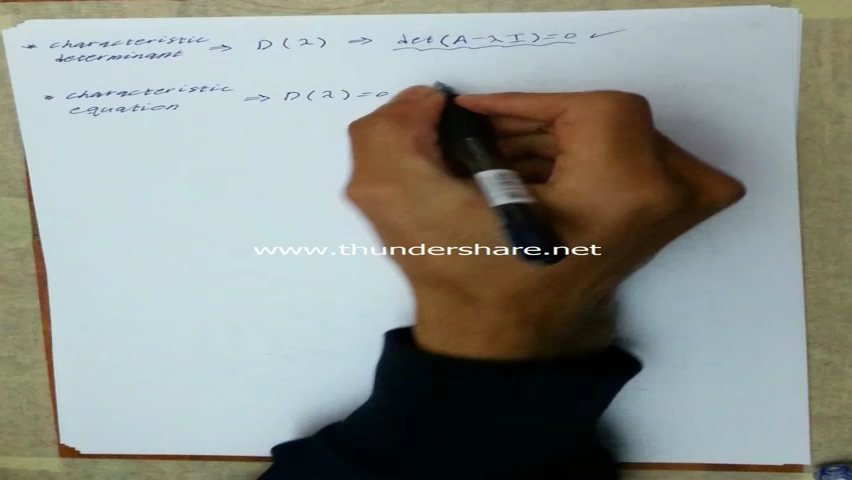 * characteristic determinant ⇒ D(λ) ⇒ det(A-λI)=0 ✓
* characteristic equation ⇒ D(λ)=0
www.thundershare.net